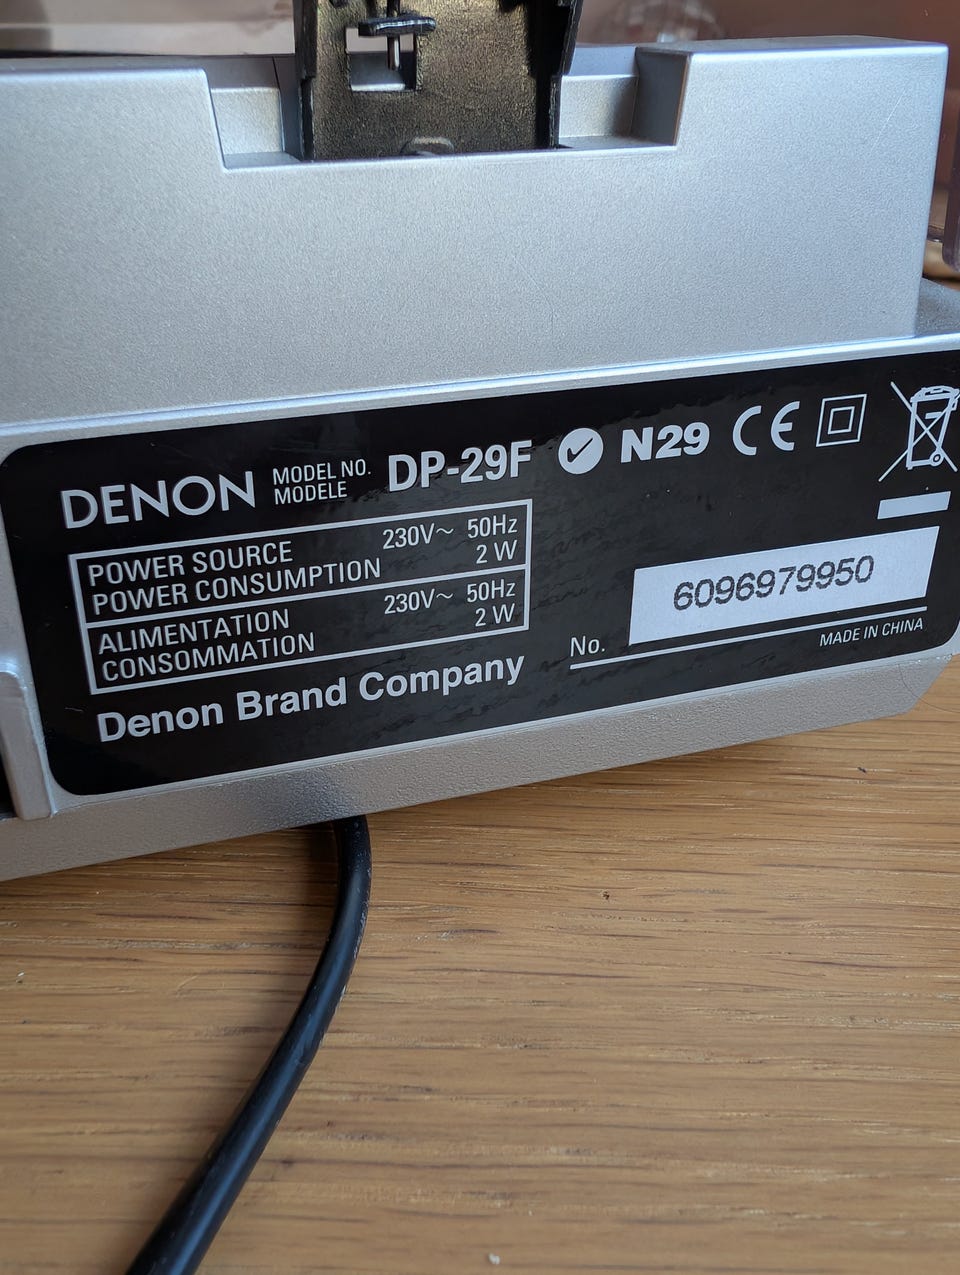 DENON MODEL NO. DP-29F N29 CE
MODELE
POWER SOURCE 230V~ 50Hz
POWER CONSUMPTION 2 W
ALIMENTATION 230V~ 50Hz
CONSOMMATION 2 W
Denon Brand Company
No. 6096979950
MADE IN CHINA